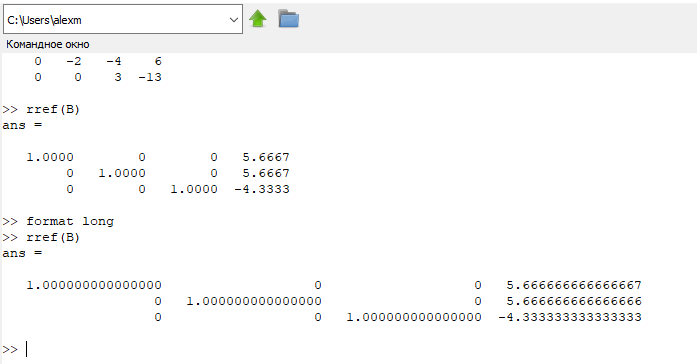 C:\Users\alexm
Командное окно
0 -2 -4 6
0 0 3 -13
>> rref(B)
ans =
1.0000 0 0 5.6667
0 1.0000 0 5.6667
0 0 1.0000 -4.3333
>> format long
>> rref(B)
ans =
1.000000000000000 0 0 5.666666666666667
0 1.000000000000000 0 5.666666666666666
0 0 1.000000000000000 -4.333333333333333
>>